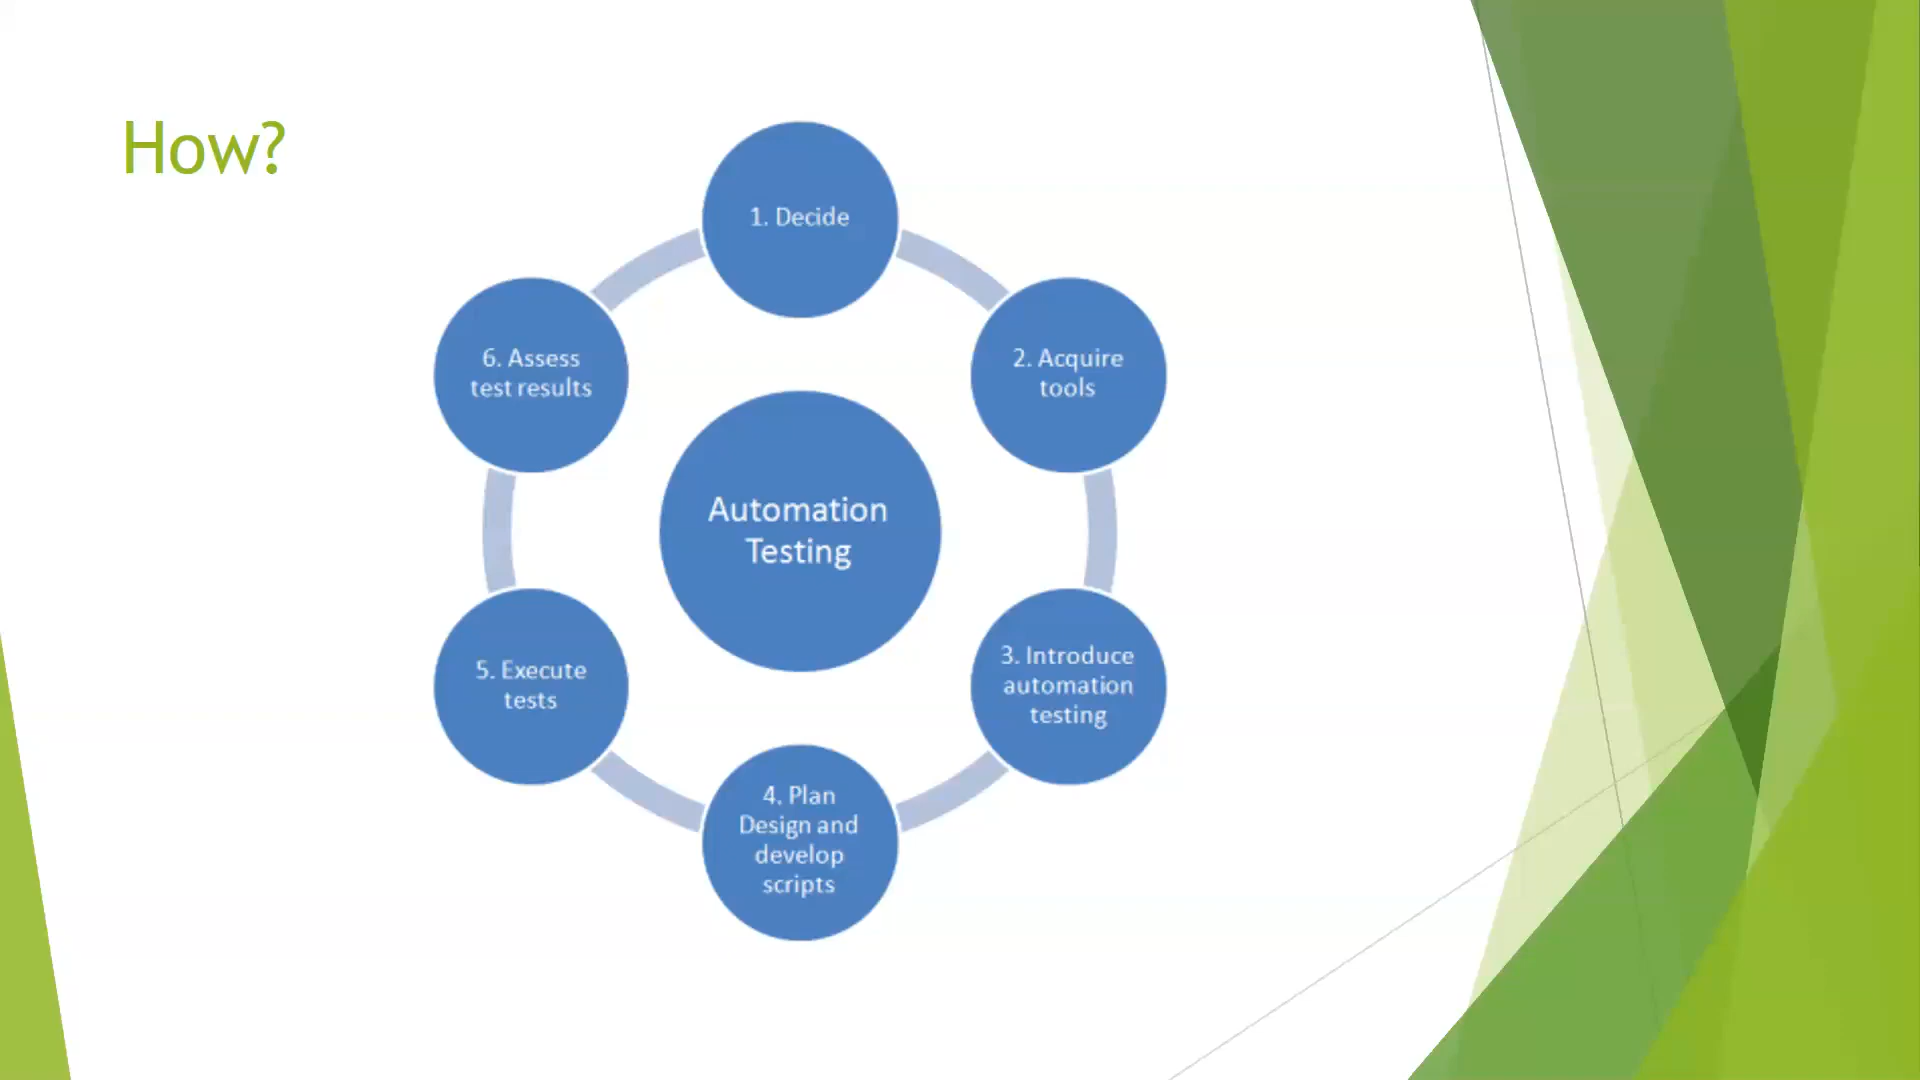 How?
1. Decide
2. Acquire
tools
3. Introduce
automation
testing
4. Plan
Design and
develop
scripts
5. Execute
tests
6. Assess
test results
Automation
Testing